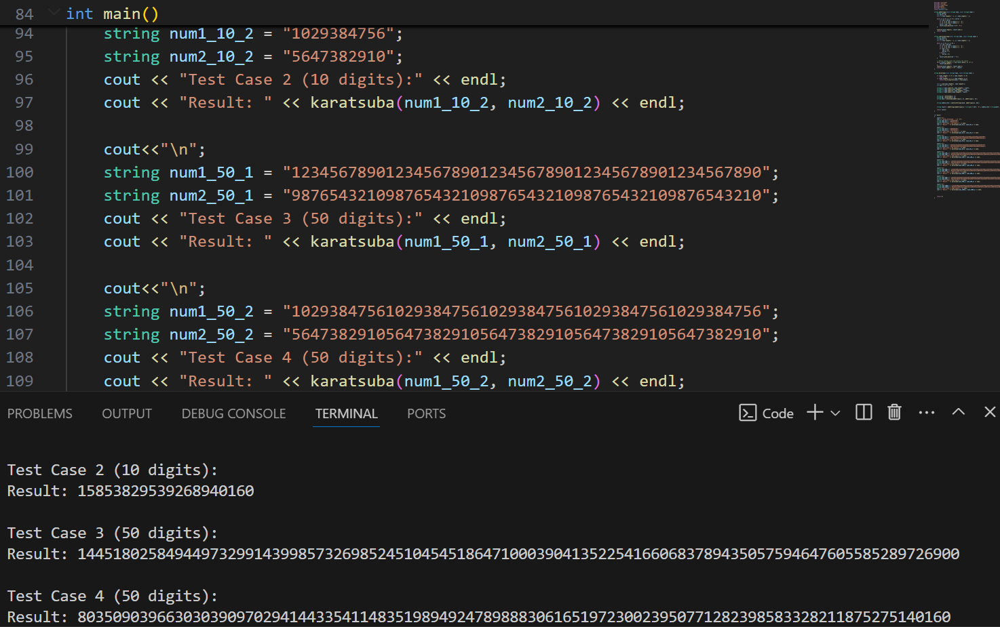 84 int main()
94 string num1_10_2 = "1029384756";
95 string num2_10_2 = "5647382910";
96 cout << "Test Case 2 (10 digits):" << endl;
97 cout << "Result: " << karatsuba(num1_10_2, num2_10_2) << endl;
98
99 cout<<"\n";
100 string num1_50_1 = "12345678901234567890123456789012345678901234567890";
101 string num2_50_1 = "98765432109876543210987654321098765432109876543210";
102 cout << "Test Case 3 (50 digits):" << endl;
103 cout << "Result: " << karatsuba(num1_50_1, num2_50_1) << endl;
104
105 cout<<"\n";
106 string num1_50_2 = "10293847561029384756102938475610293847561029384756";
107 string num2_50_2 = "56473829105647382910564738291056473829105647382910";
108 cout << "Test Case 4 (50 digits):" << endl;
109 cout << "Result: " << karatsuba(num1_50_2, num2_50_2) << endl;
PROBLEMS OUTPUT DEBUG CONSOLE TERMINAL PORTS Code
Test Case 2 (10 digits):
Result: 15853829539268940160
Test Case 3 (50 digits):
Result: 1445180258494497329914399857326985245104545186471000390413522541660683789435057594647605585289726900
Test Case 4 (50 digits):
Result: 803509039663030390970294144335411483519894924789888306165197230023950771282398583328211875275140160